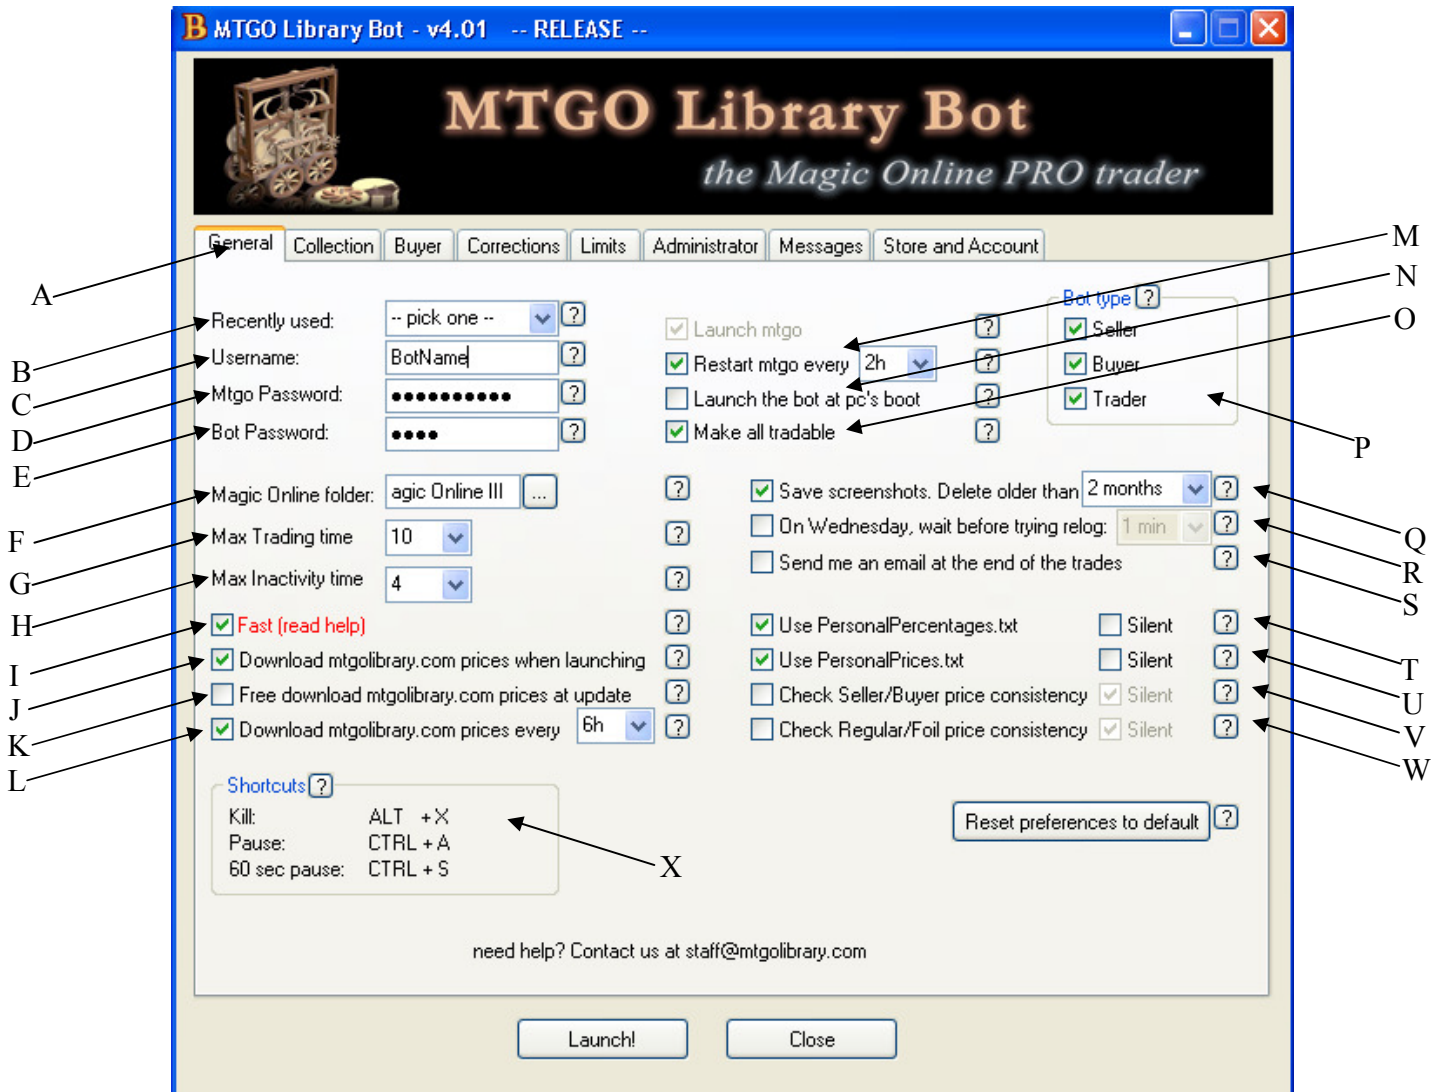 B MTGO Library Bot - v4.01 -- RELEASE --
MTGO Library Bot
the Magic Online PRO trader
General Collection Buyer Corrections Limits Administrator Messages Store and Account
M
A
N
Recently used: -- pick one -- ?
Launch mtgo ?
Bot type ?
Seller
O
B
Username: BotName ?
Restart mtgo every 2h ?
Buyer
C
Mtgo Password: ●●●●●●●●●● ?
Launch the bot at pc's boot ?
Trader
D
Bot Password: ●●●● ?
Make all tradable ?
P
E
Magic Online folder: agic Online III ... ?
Save screenshots. Delete older than 2 months ?
F
Max Trading time 10 ?
On Wednesday, wait before trying relog: 1 min ?
Q
G
Max Inactivity time 4 ?
Send me an email at the end of the trades ?
R
H
S
Fast (read help) ?
Use PersonalPercentages.txt Silent ?
I
Download mtgolibrary.com prices when launching ?
Use PersonalPrices.txt Silent ?
T
J
Free download mtgolibrary.com prices at update ?
Check Seller/Buyer price consistency Silent ?
U
K
Download mtgolibrary.com prices every 6h ?
Check Regular/Foil price consistency Silent ?
V
L
W
Shortcuts ?
Kill: ALT + X
Pause: CTRL + A
60 sec pause: CTRL + S
X
Reset preferences to default ?
need help? Contact us at staff@mtgolibrary.com
Launch! Close